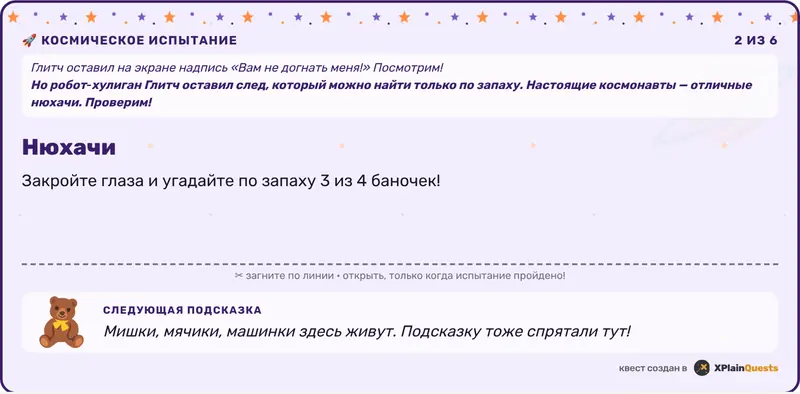 🚀 КОСМИЧЕСКОЕ ИСПЫТАНИЕ
2 ИЗ 6
Глитч оставил на экране надпись «Вам не догнать меня!» Посмотрим!
Но робот-хулиган Глитч оставил след, который можно найти только по запаху. Настоящие космонавты — отличные
нюхачи. Проверим!
Нюхачи
Закройте глаза и угадайте по запаху 3 из 4 баночек!
✂ загните по линии · открыть, только когда испытание пройдено!
СЛЕДУЮЩАЯ ПОДСКАЗКА
Мишки, мячики, машинки здесь живут. Подсказку тоже спрятали тут!
квест создан в XPlainQuests